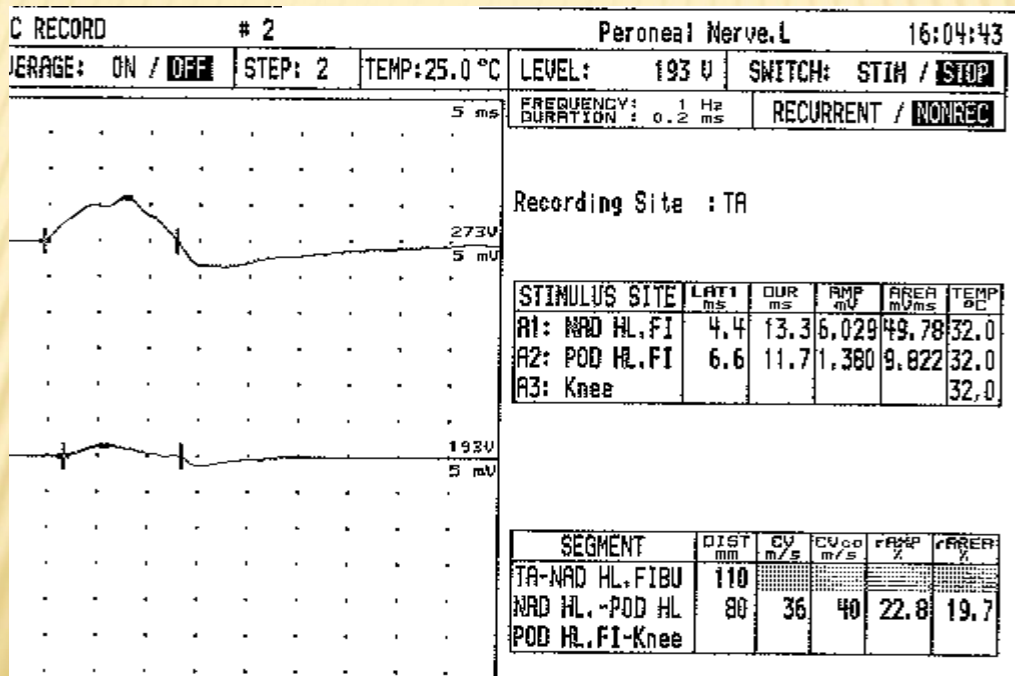 C RECORD # 2 Peroneal Nerve.L 16:04:43
VERAGE: ON / OFF STEP: 2 TEMP:25.0 °C LEVEL: 193 V SWITCH: STIM / STOP
5 ms FREQUENCY: 1 Hz
DURATION : 0.2 ms RECURRENT / NONREC
Recording Site : TA
273V
5 mV
STIMULUS SITE LAT1 ms DUR ms AMP mV AREA mVms TEMP °C
A1: NAD HL.FI 4.4 13.3 6.029 49.78 32.0
A2: POD HL.FI 6.6 11.7 1.380 9.822 32.0
A3: Knee 32.0
193V
5 mV
SEGMENT DIST mm CV m/s CVco m/s rAMP % rAREA %
TA-NAD HL.FIBU 110
NAD HL.-POD HL 80 36 40 22.8 19.7
POD HL.FI-Knee